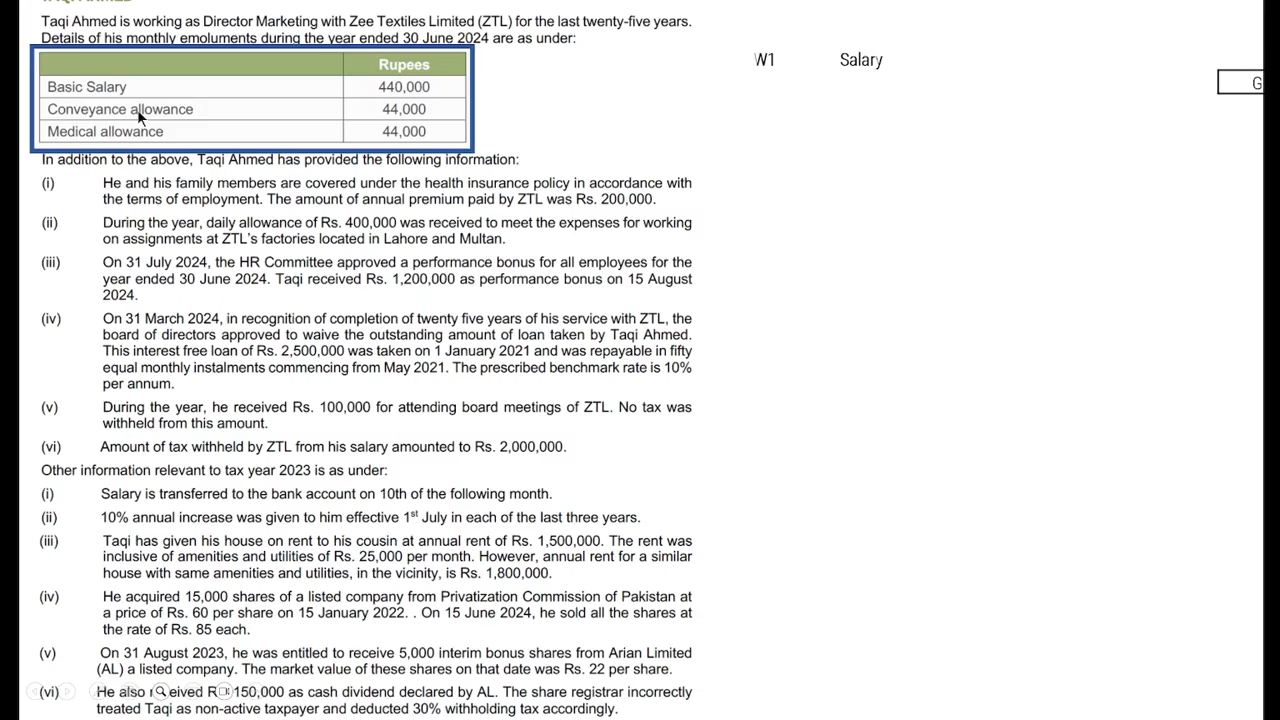 Taqi Ahmed is working as Director Marketing with Zee Textiles Limited (ZTL) for the last twenty-five years.
Details of his monthly emoluments during the year ended 30 June 2024 are as under:
Rupees
Basic Salary 440,000
Conveyance allowance 44,000
Medical allowance 44,000
In addition to the above, Taqi Ahmed has provided the following information:
(i) He and his family members are covered under the health insurance policy in accordance with
the terms of employment. The amount of annual premium paid by ZTL was Rs. 200,000.
(ii) During the year, daily allowance of Rs. 400,000 was received to meet the expenses for working
on assignments at ZTL's factories located in Lahore and Multan.
(iii) On 31 July 2024, the HR Committee approved a performance bonus for all employees for the
year ended 30 June 2024. Taqi received Rs. 1,200,000 as performance bonus on 15 August
2024.
(iv) On 31 March 2024, in recognition of completion of twenty five years of his service with ZTL, the
board of directors approved to waive the outstanding amount of loan taken by Taqi Ahmed.
This interest free loan of Rs. 2,500,000 was taken on 1 January 2021 and was repayable in fifty
equal monthly instalments commencing from May 2021. The prescribed benchmark rate is 10%
per annum.
(v) During the year, he received Rs. 100,000 for attending board meetings of ZTL. No tax was
withheld from this amount.
(vi) Amount of tax withheld by ZTL from his salary amounted to Rs. 2,000,000.
Other information relevant to tax year 2023 is as under:
(i) Salary is transferred to the bank account on 10th of the following month.
(ii) 10% annual increase was given to him effective 1st July in each of the last three years.
(iii) Taqi has given his house on rent to his cousin at annual rent of Rs. 1,500,000. The rent was
inclusive of amenities and utilities of Rs. 25,000 per month. However, annual rent for a similar
house with same amenities and utilities, in the vicinity, is Rs. 1,800,000.
(iv) He acquired 15,000 shares of a listed company from Privatization Commission of Pakistan at
a price of Rs. 60 per share on 15 January 2022. . On 15 June 2024, he sold all the shares at
the rate of Rs. 85 each.
(v) On 31 August 2023, he was entitled to receive 5,000 interim bonus shares from Arian Limited
(AL) a listed company. The market value of these shares on that date was Rs. 22 per share.
(vi) He also 150,000 as cash dividend declared by AL. The share registrar incorrectly
treated Taqi as non-active taxpayer and deducted 30% withholding tax accordingly.
W1 Salary
G